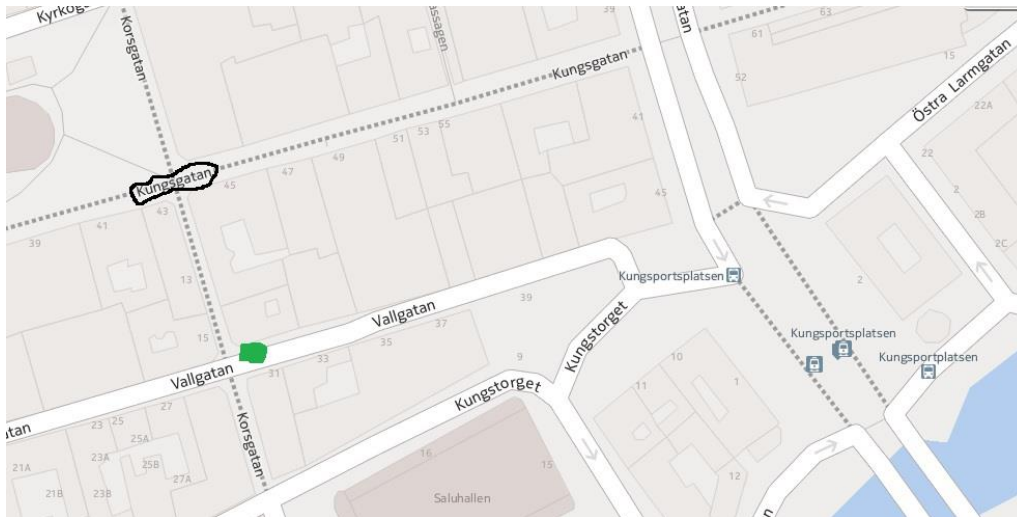 Kyrkog
Korsgatan
assagen
39
atan
63
61
52
15
Östra Larmgatan
22A
22
2
2B
2C
2
Kungsgatan
41
45
55
53
51
49
47
45
Kungsgatan
43
41
39
13
15
Kungsportsplatsen
Kungsportsplatsen
Kungsportplatsen
Vallgatan
39
37
35
33
31
Kungstorget
9
10
11
1
12
Vallgatan
Kungstorget
atan
27
25
23
25A
23A
21A
25B
27A
21B
23B
Korsgatan
16
15
Saluhallen
n